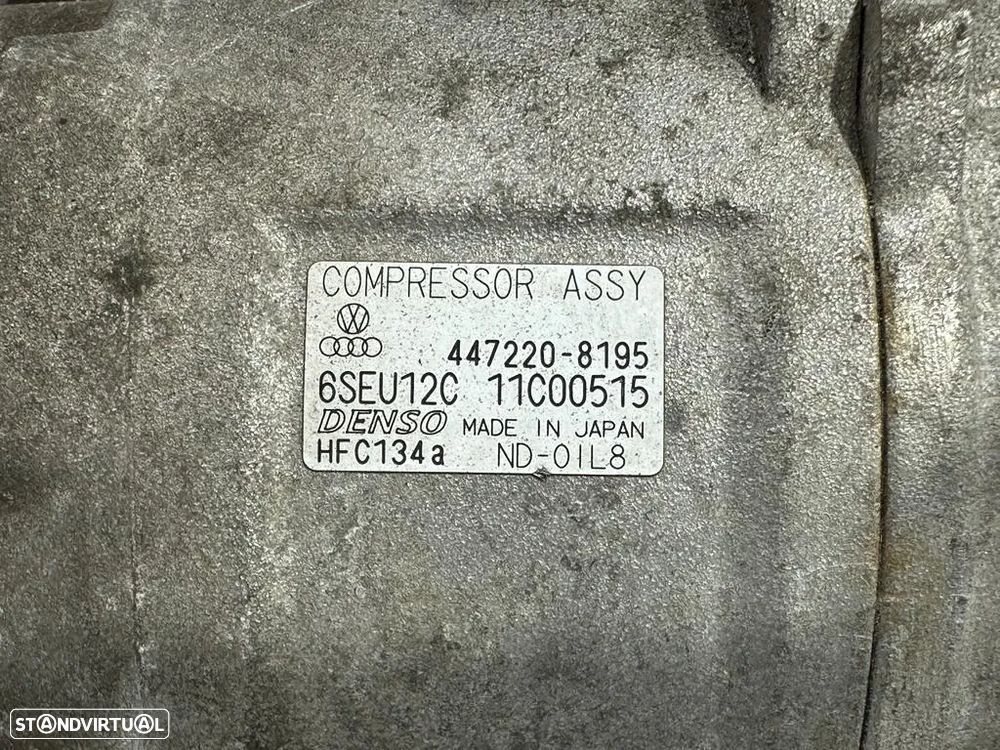 COMPRESSOR ASSY
447220-8195
6SEU12C 11C00515
DENSO MADE IN JAPAN
HFC134a ND-OIL8
STANDVIRTUAL